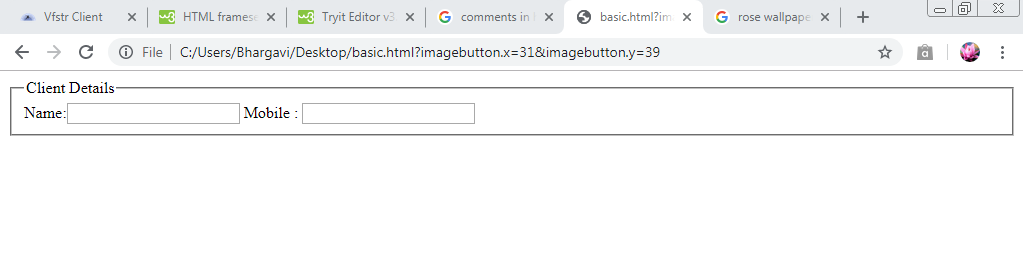 Vfstr Client
HTML framese
Tryit Editor v3
comments in
basic.html?im
rose wallpape
File
C:/Users/Bhargavi/Desktop/basic.html?imagebutton.x=31&imagebutton.y=39
Client Details
Name: Mobile :